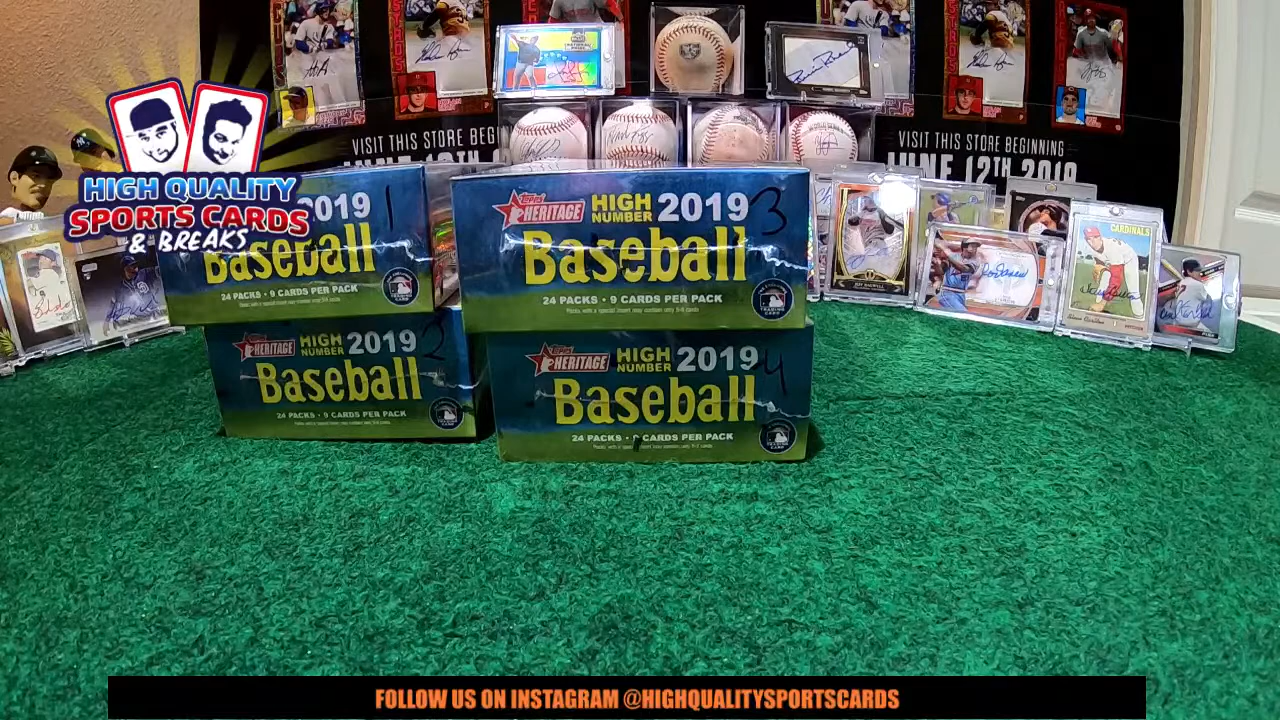 VISIT THIS STORE BEGINNING
JUNE 12TH 2019
HIGH QUALITY
SPORTS CARDS
& BREAKS
2019 1
Baseball
24 PACKS • 9 CARDS PER PACK
Topps
HERITAGE
HIGH
NUMBER
2019 3
Baseball
24 PACKS • 9 CARDS PER PACK
Topps
HERITAGE
HIGH
NUMBER
2019 2
Baseball
24 PACKS • 9 CARDS PER PACK
Topps
HERITAGE
HIGH
NUMBER
2019 4
Baseball
24 PACKS • 9 CARDS PER PACK
CARDINALS
FOLLOW US ON INSTAGRAM @HIGHQUALITYSPORTSCARDS